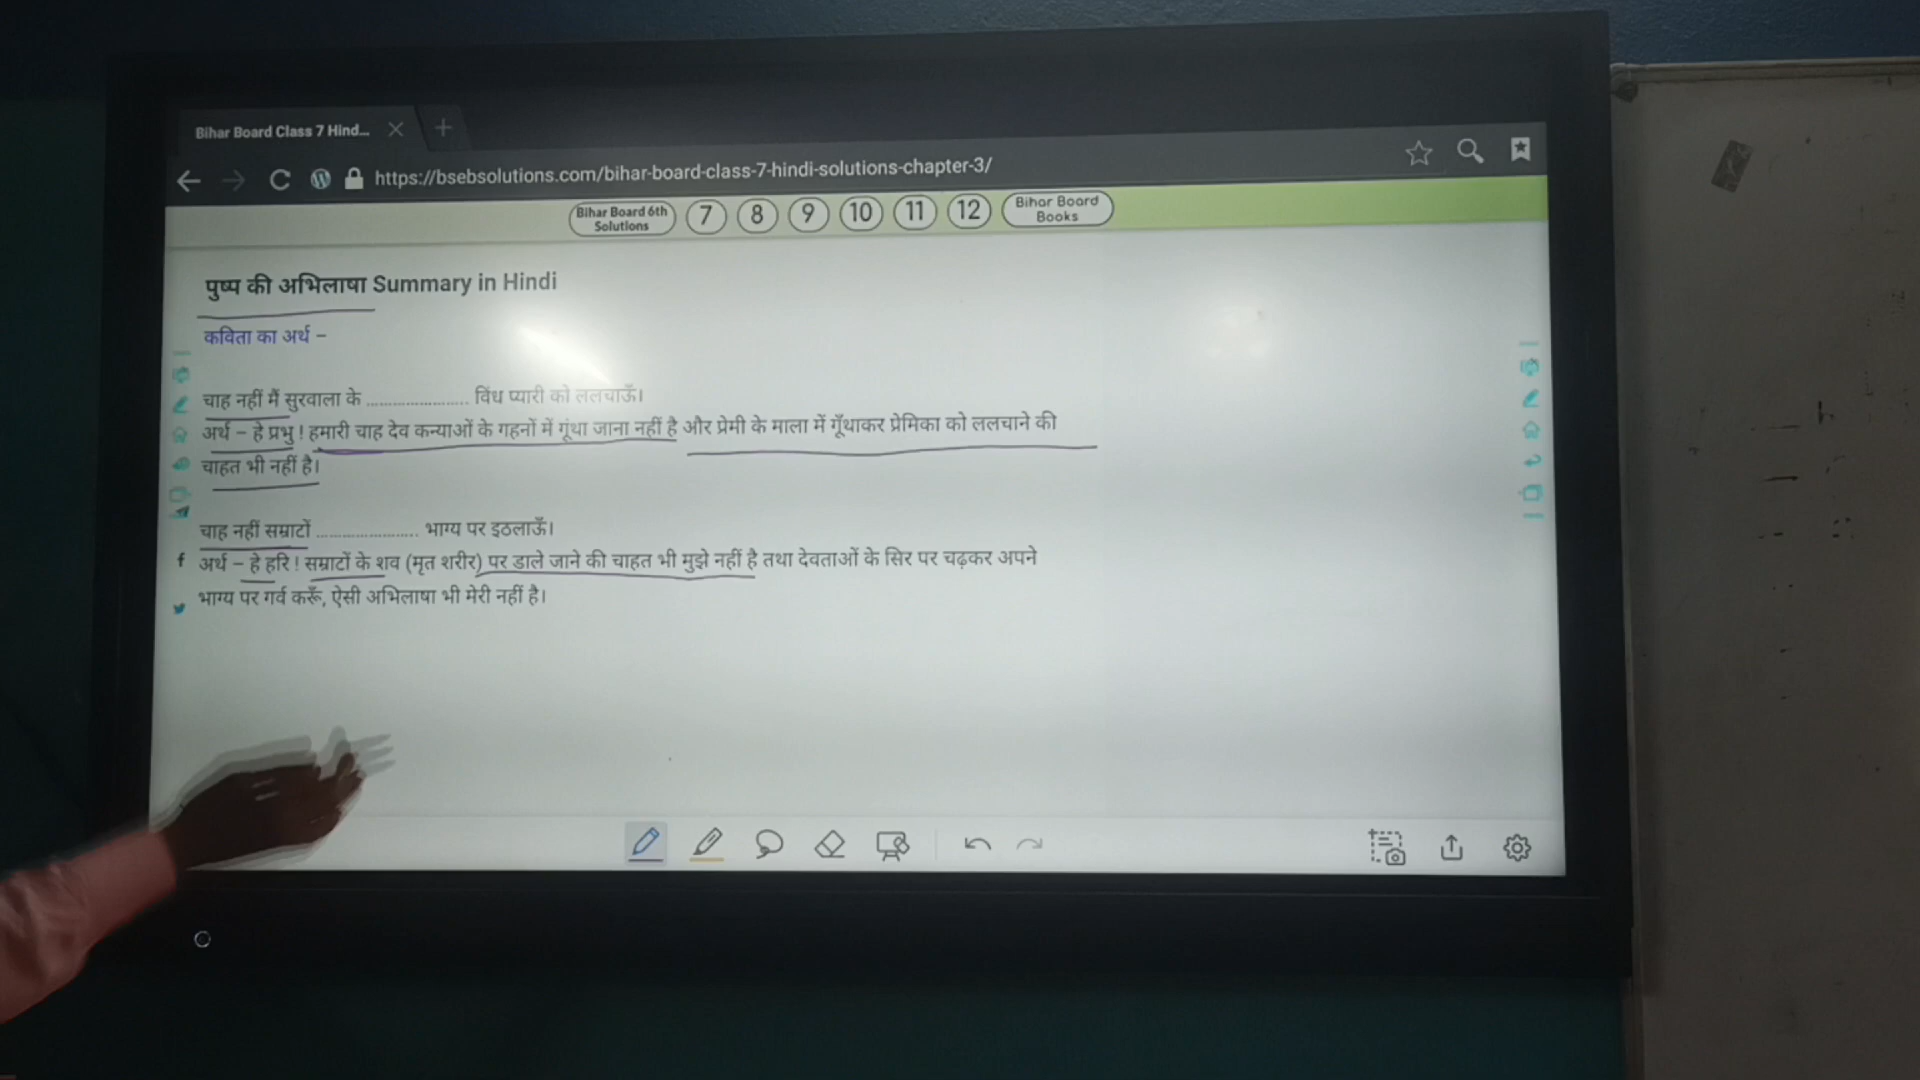 Bihar Board Class 7 Hind...
https://bsebsolutions.com/bihar-board-class-7-hindi-solutions-chapter-3/
Bihar Board 6th Solutions 7 8 9 10 11 12 Bihar Board Books
पुष्प की अभिलाषा Summary in Hindi
कविता का अर्थ –
चाह नहीं मैं सुरवाला के ...................... विंध प्यारी को ललचाऊँ।
अर्थ – हे प्रभु ! हमारी चाह देव कन्याओं के गहनों में गूंथा जाना नहीं है और प्रेमी के माला में गूँथाकर प्रेमिका को ललचाने की
चाहत भी नहीं है।
चाह नहीं सम्राटों ...................... भाग्य पर इठलाऊँ।
अर्थ – हे हरि ! सम्राटों के शव (मृत शरीर) पर डाले जाने की चाहत भी मुझे नहीं है तथा देवताओं के सिर पर चढ़कर अपने
भाग्य पर गर्व करूँ, ऐसी अभिलाषा भी मेरी नहीं है।